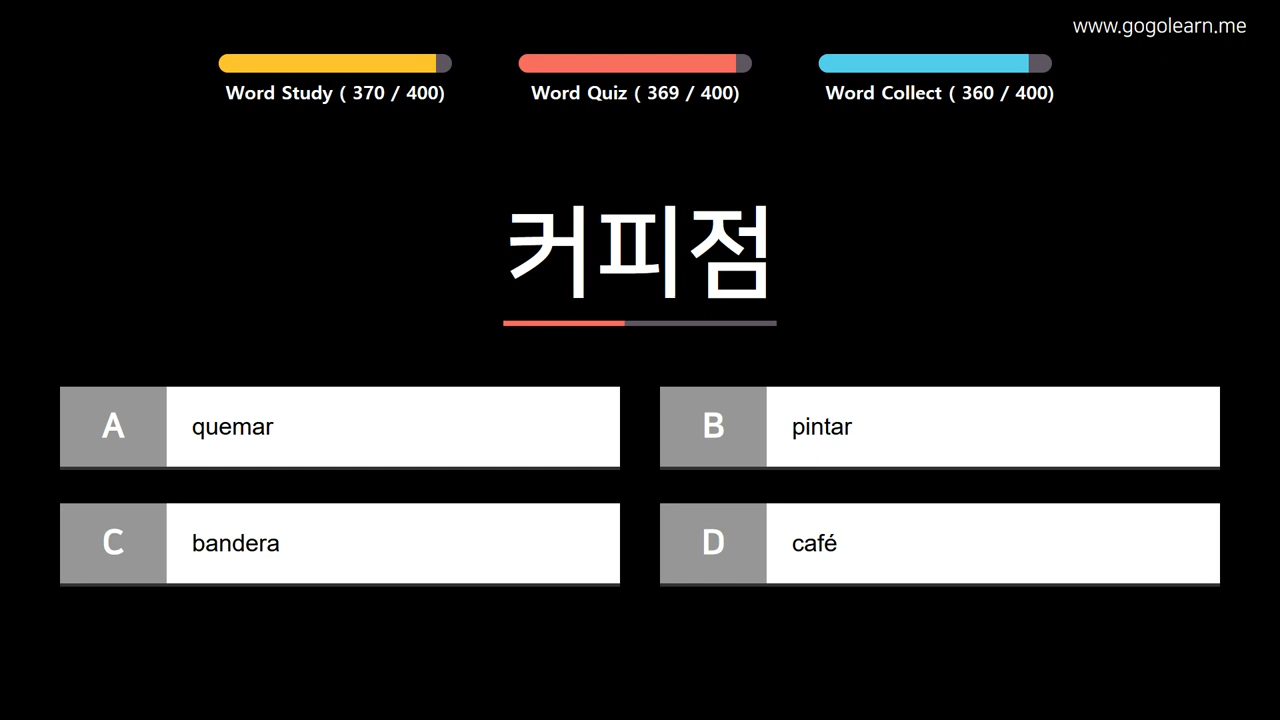 www.gogolearn.me
Word Study ( 370 / 400)
Word Quiz ( 369 / 400)
Word Collect ( 360 / 400)
커피점
A quemar
B pintar
C bandera
D café